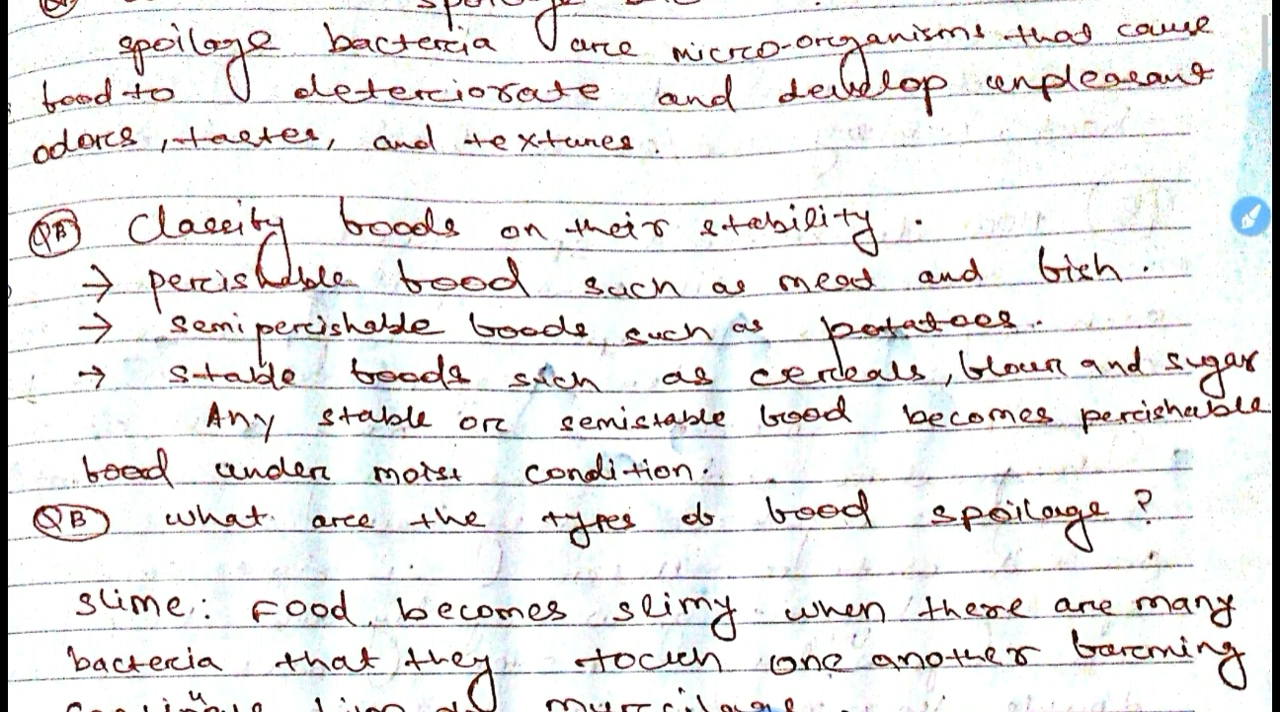 spoilage bacteria are micro-organisms that cause
food to deteriorate and develop unpleasant
odors, tastes, and textures.
QB Classify foods on their stability.
→ perishable food such as meat and fish.
→ semiperishable foods, such as potatoes.
→ stable foods such as cereals, flour and sugar
Any stable or semistable food becomes perishable
food under moist condition.
QB what are the types of food spoilage?
slime: Food becomes slimy when there are many
bacteria that they touch one another forming